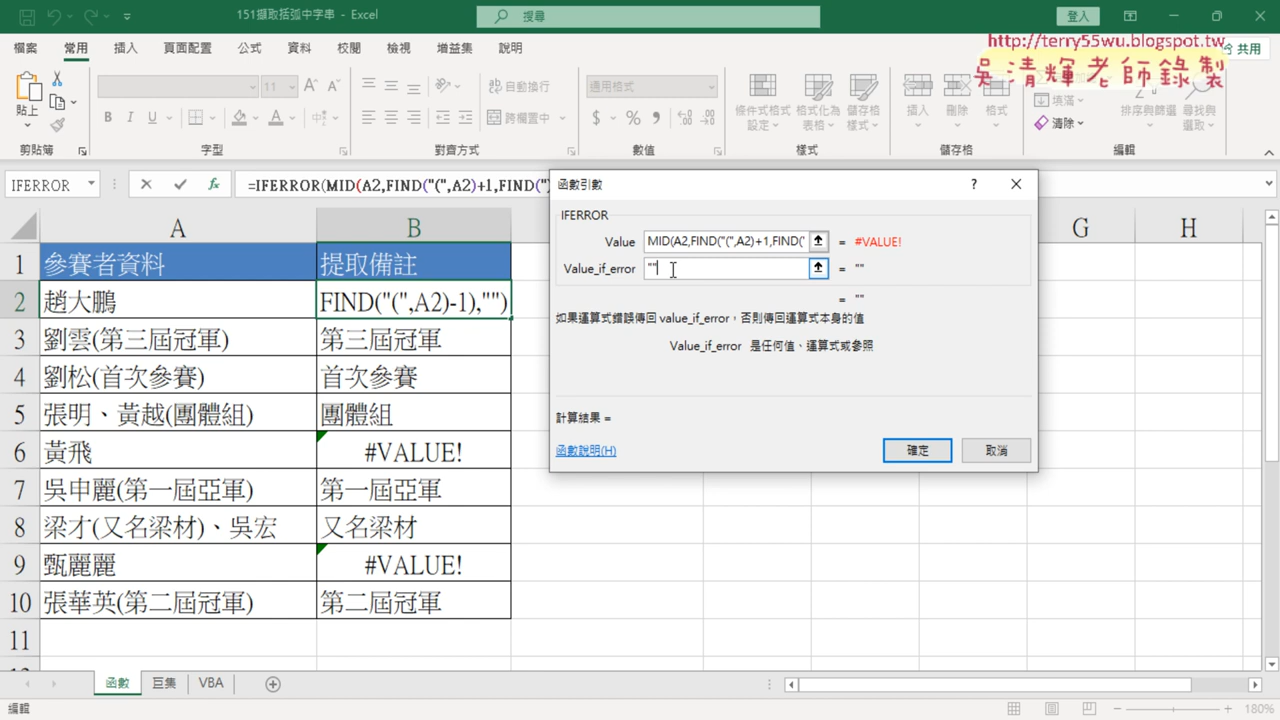 151擷取括弧中字串 - Excel
搜尋
登入
檔案 常用 插入 頁面配置 公式 資料 校閱 檢視 增益集 說明
共用
http://terry55wu.blogspot.tw
吳清輝老師錄製
貼上
11
自動換行
跨欄置中
通用格式
條件式格式設定
格式化為表格
儲存格樣式
插入 刪除 格式
填滿
清除
排序與篩選
尋找與選取
剪貼簿 字型 對齊方式 數值 樣式 儲存格 編輯
IFERROR
=IFERROR(MID(A2,FIND("(",A2)+1,FIND(")
A B G H
1 參賽者資料 提取備註
2 趙大鵬 FIND("(",A2)-1),"")
3 劉雲(第三屆冠軍) 第三屆冠軍
4 劉松(首次參賽) 首次參賽
5 張明、黃越(團體組) 團體組
6 黃飛 #VALUE!
7 吳申麗(第一屆亞軍) 第一屆亞軍
8 梁才(又名梁材)、吳宏 又名梁材
9 甄麗麗 #VALUE!
10 張華英(第二屆冠軍) 第二屆冠軍
11
函數引數
IFERROR
Value MID(A2,FIND("(",A2)+1,FIND(" = #VALUE!
Value_if_error "" = ""
= ""
如果運算式錯誤傳回 value_if_error，否則傳回運算式本身的值
Value_if_error 是任何值、運算式或參照
計算結果 =
函數說明(H)
確定 取消
函數 巨集 VBA
編輯
180%